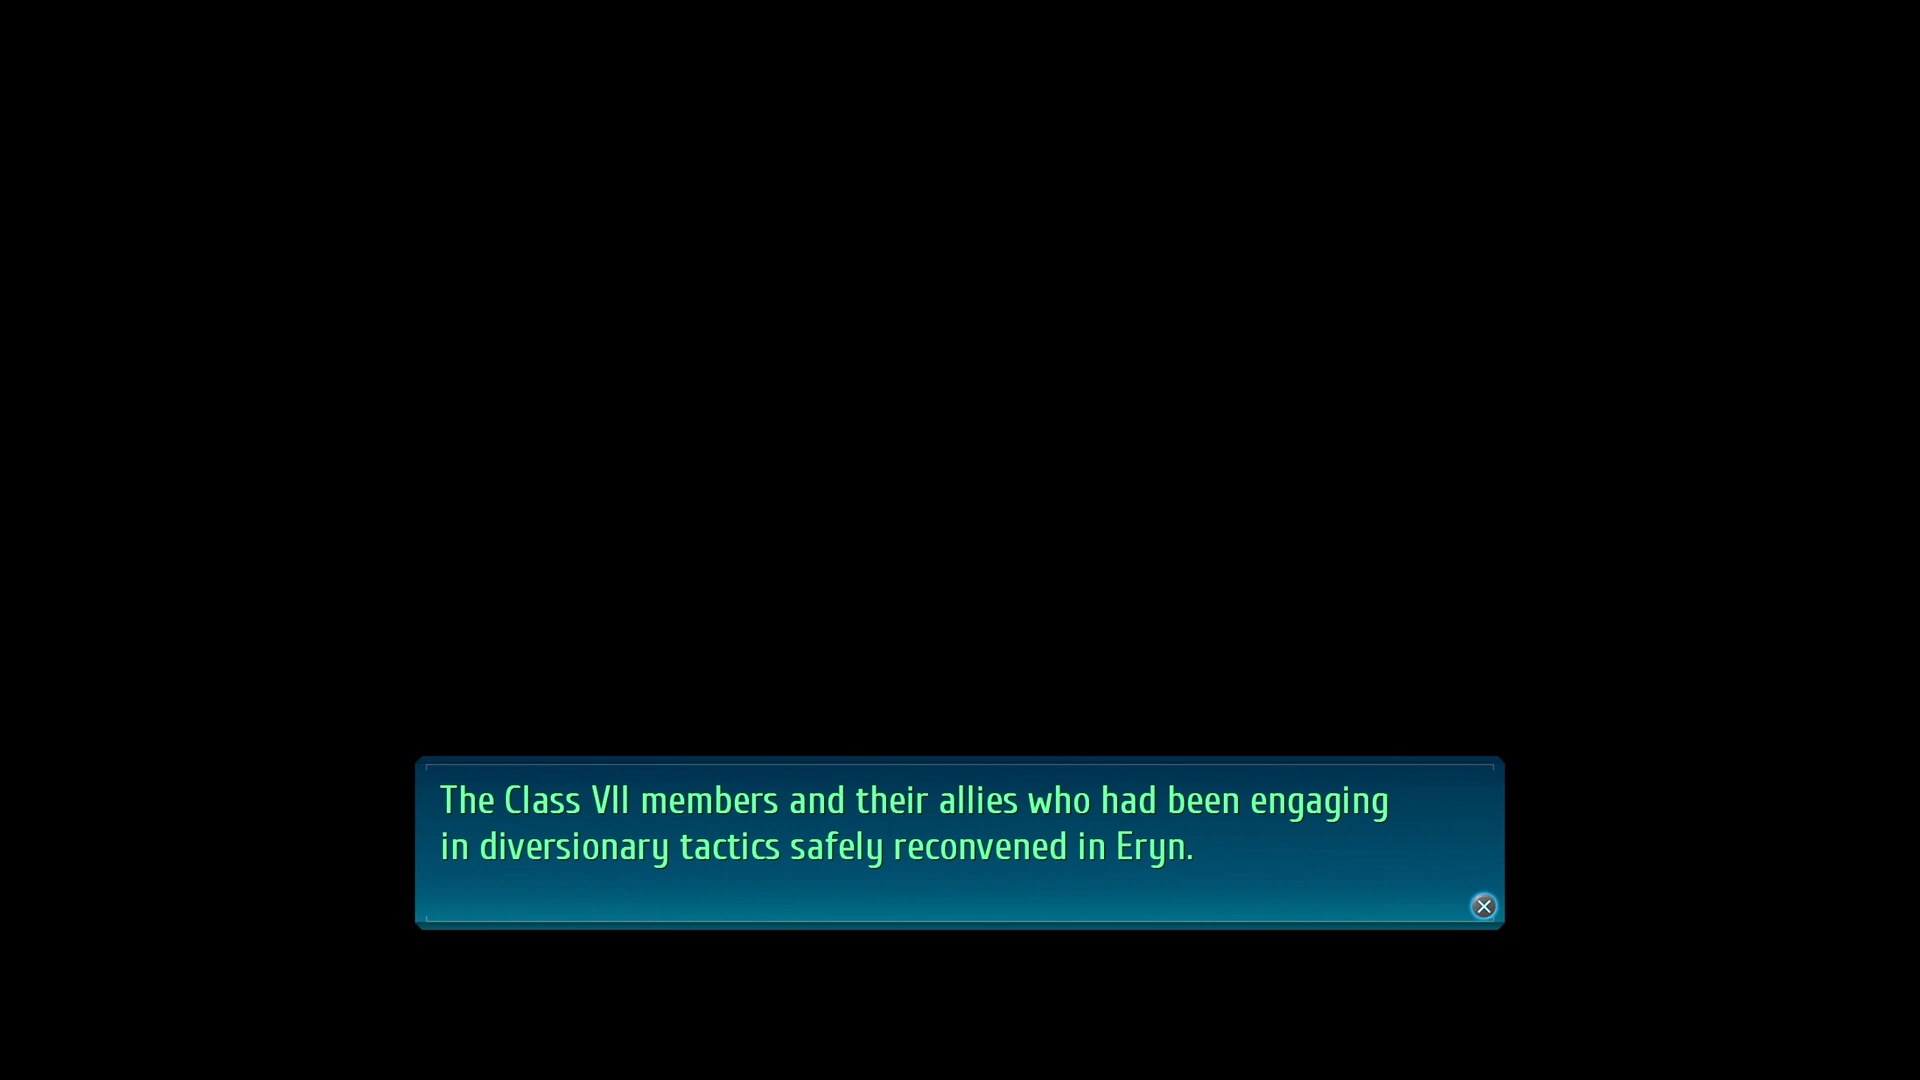 The Class VII members and their allies who had been engaging
in diversionary tactics safely reconvened in Eryn.